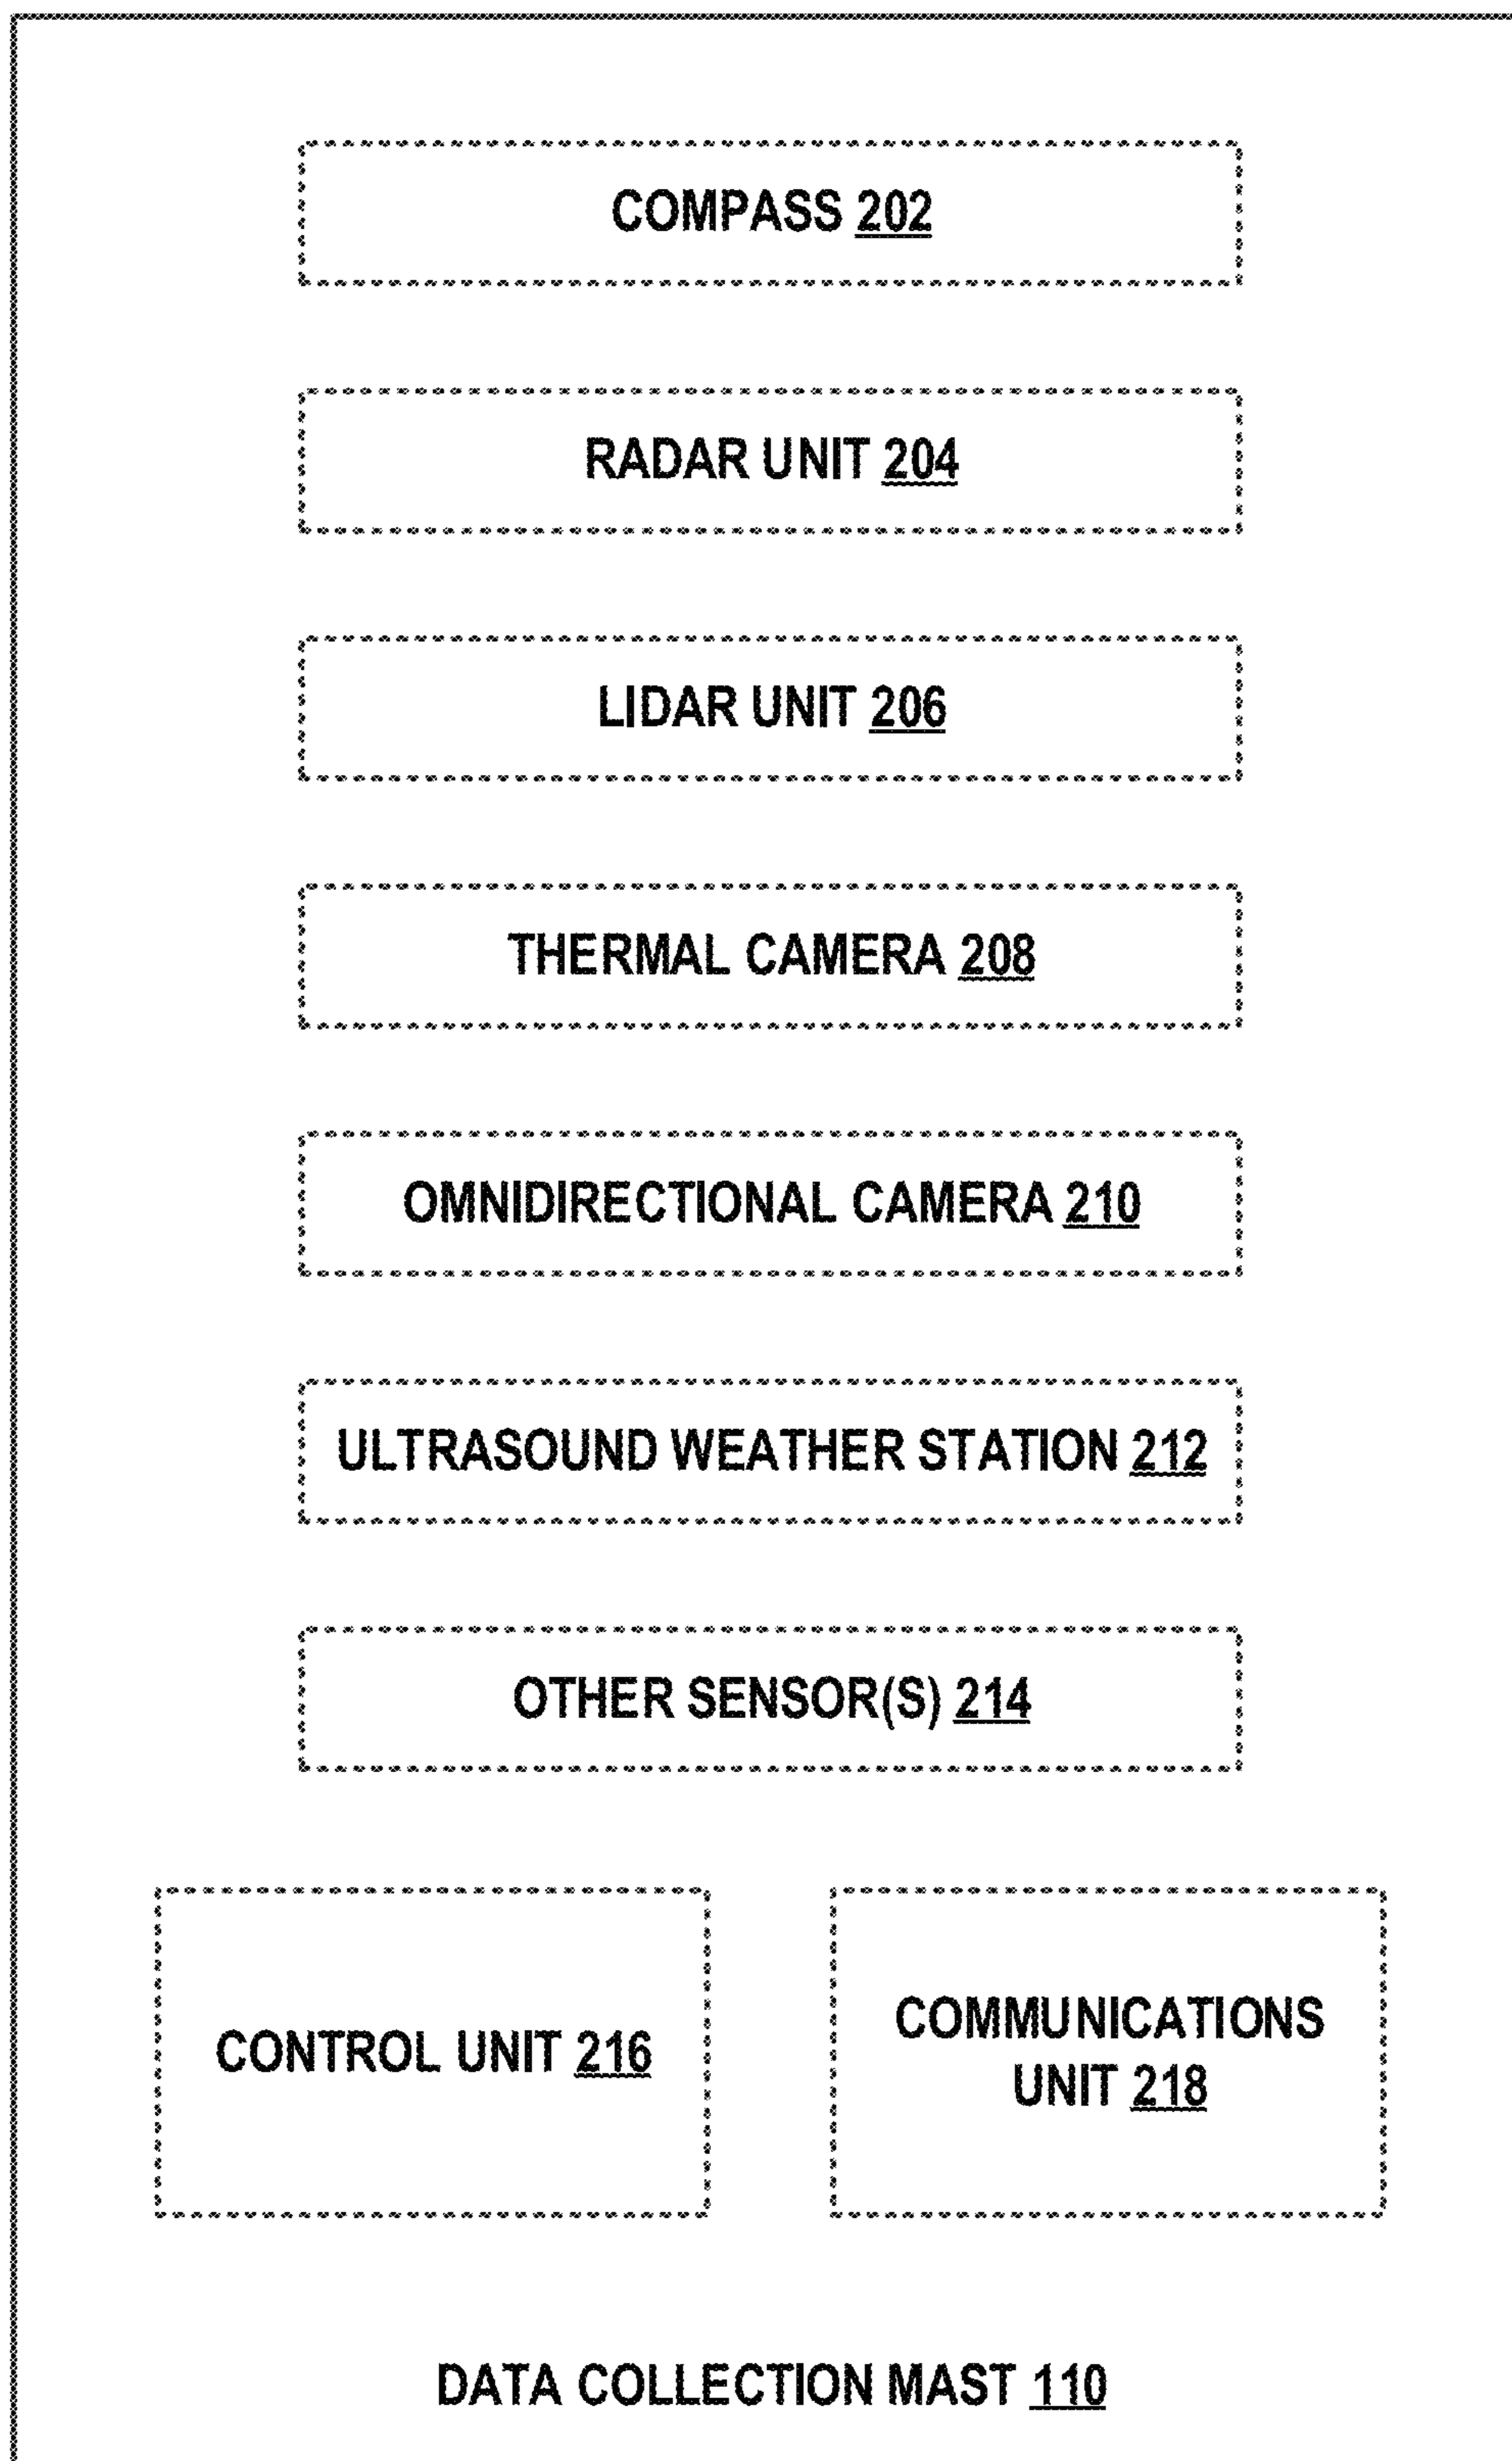 COMPASS 202
RADAR UNIT 204
LIDAR UNIT 206
THERMAL CAMERA 208
OMNIDIRECTIONAL CAMERA 210
ULTRASOUND WEATHER STATION 212
OTHER SENSOR(S) 214
CONTROL UNIT 216
COMMUNICATIONS
UNIT 218
DATA COLLECTION MAST 110